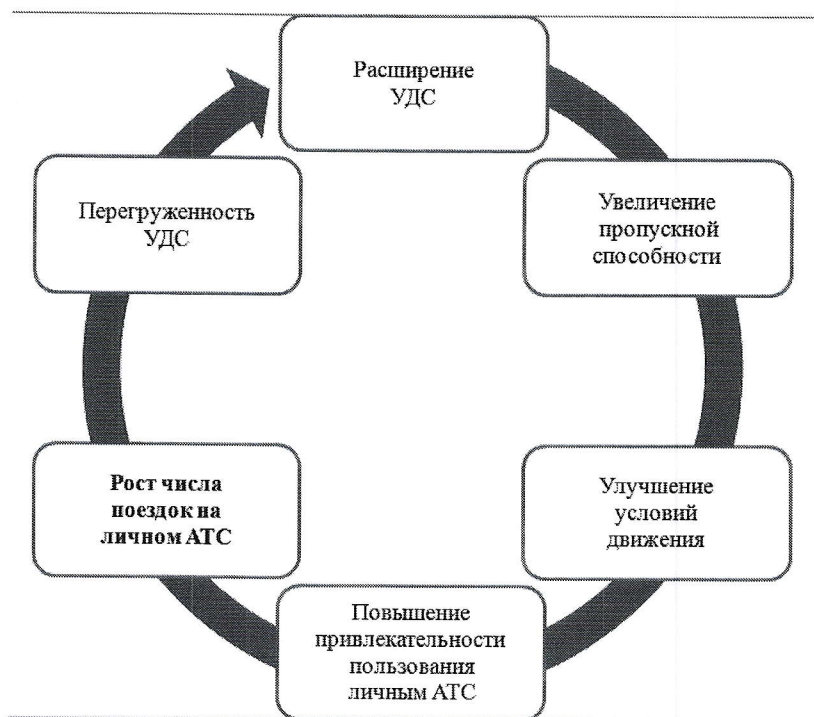 Расширение
УДС
Увеличение
пропускной
способности
Улучшение
условий
движения
Повышение
привлекательности
пользования
личным АТС
Рост числа
поездок на
личном АТС
Перегруженность
УДС